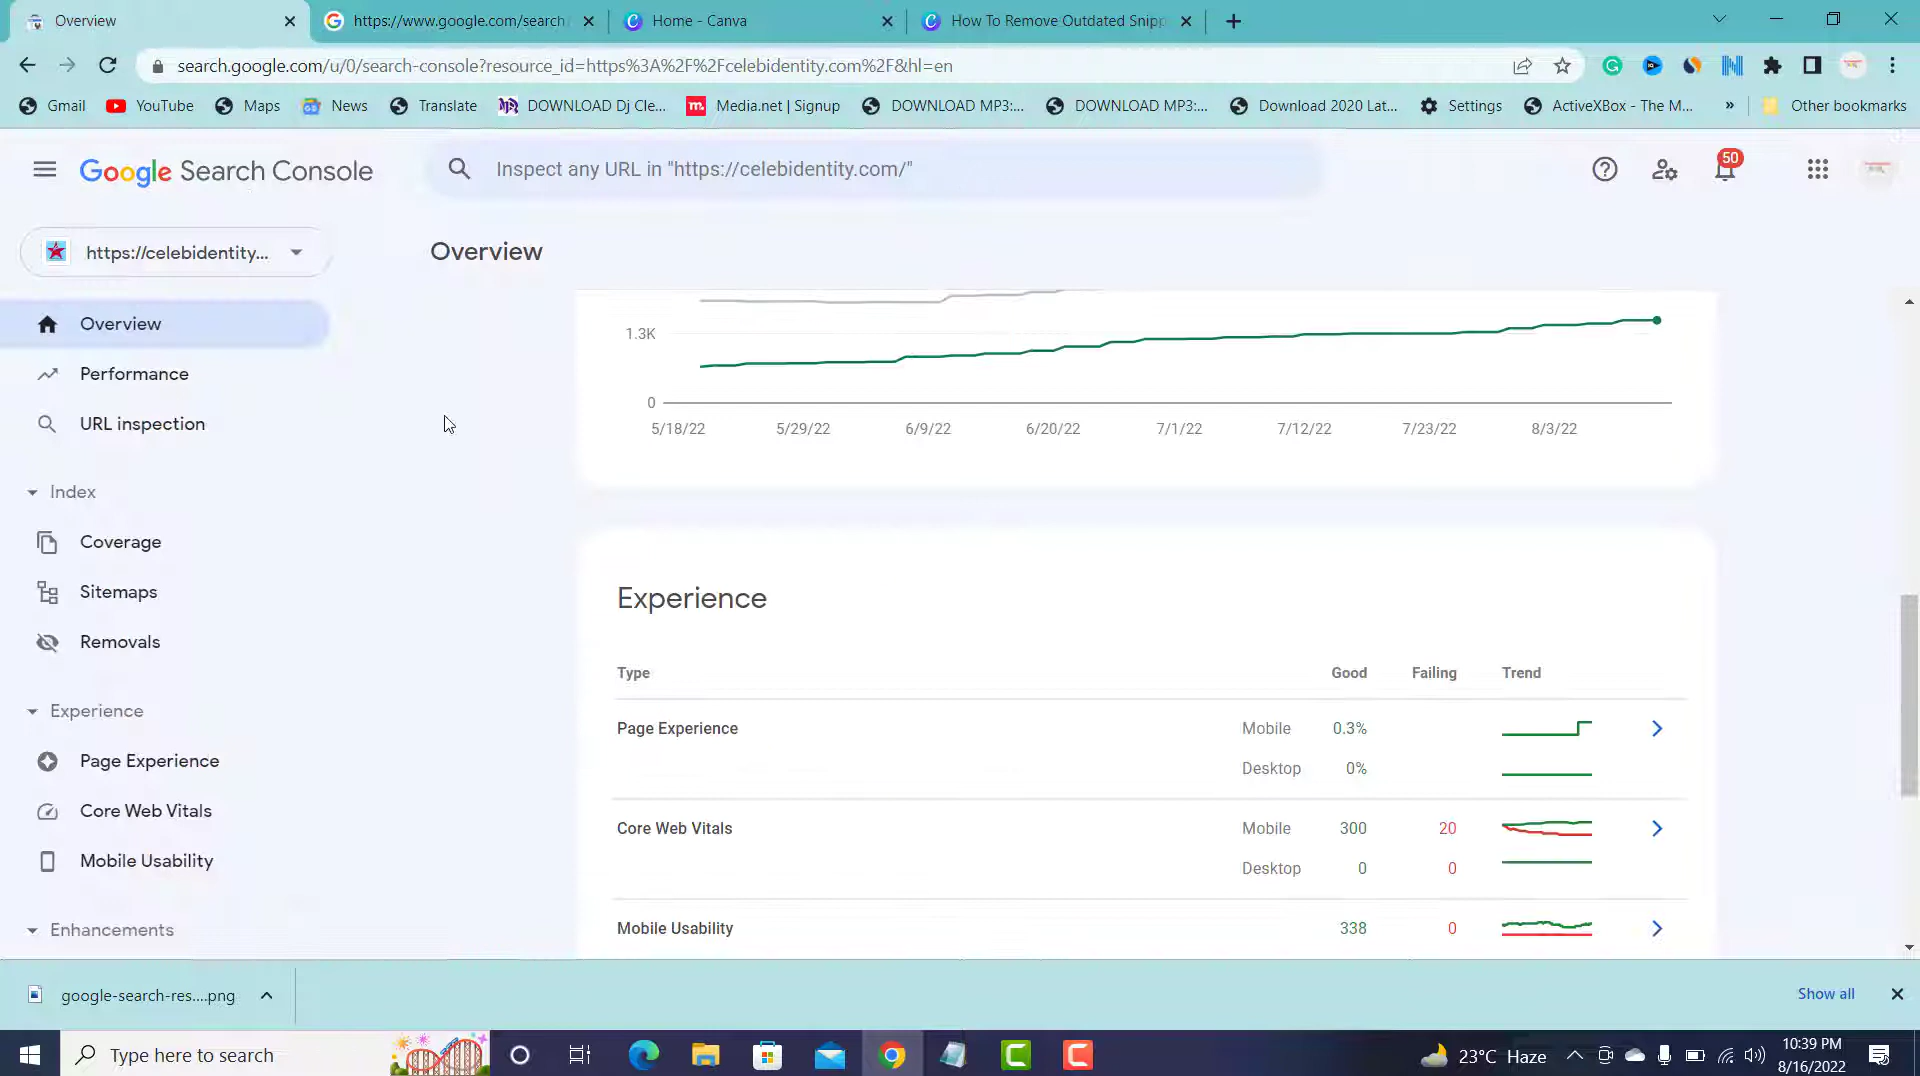 Overview
https://www.google.com/search
Home - Canva
How To Remove Outdated Snipp
search.google.com/u/0/search-console?resource_id=https%3A%2F%2Fcelebidentity.com%2F&hl=en
Gmail
YouTube
Maps
News
Translate
DOWNLOAD Dj Cle...
Media.net | Signup
DOWNLOAD MP3:...
DOWNLOAD MP3:...
Download 2020 Lat...
Settings
ActiveXBox - The M...
»
Other bookmarks
Google Search Console
Inspect any URL in "https://celebidentity.com/"
50
https://celebidentity...
Overview
Overview
Performance
URL inspection
Index
Coverage
Sitemaps
Removals
Experience
Page Experience
Core Web Vitals
Mobile Usability
Enhancements
1.3K
0
5/18/22 5/29/22 6/9/22 6/20/22 7/1/22 7/12/22 7/23/22 8/3/22
Experience
Type Good Failing Trend
Page Experience Mobile 0.3%
Desktop 0%
Core Web Vitals Mobile 300 20
Desktop 0 0
Mobile Usability 338 0
google-search-res....png
Show all
Type here to search
23°C Haze
10:39 PM
8/16/2022